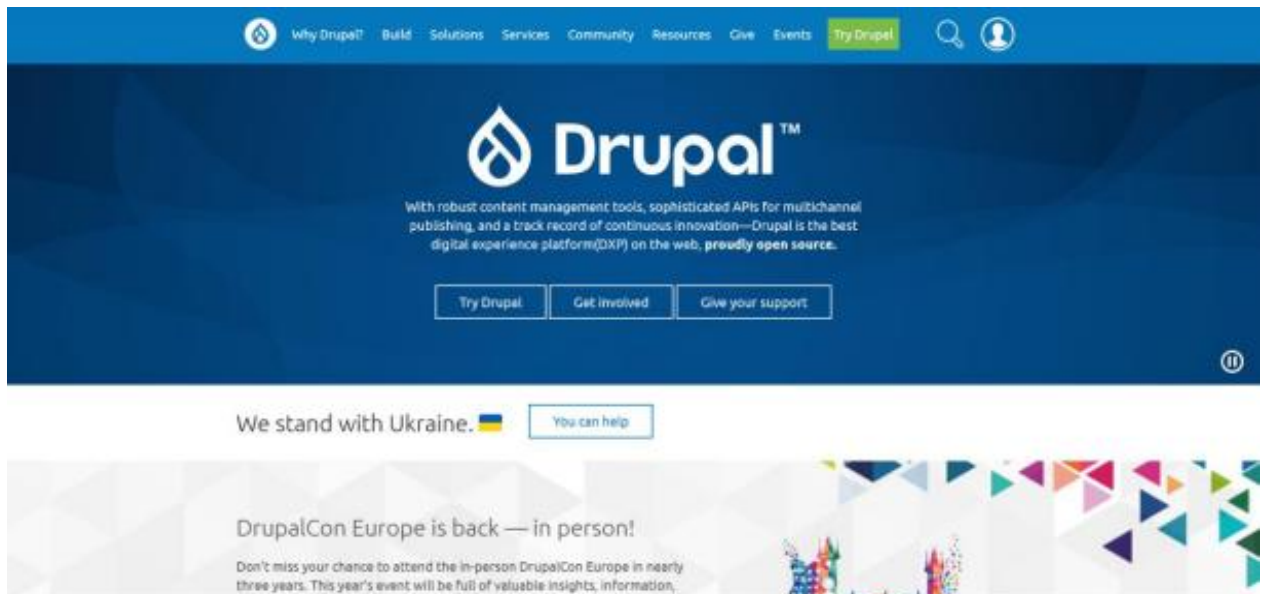 Why Drupal? Build Solutions Services Community Resources Give Events Try Drupal
Drupal™
With robust content management tools, sophisticated APIs for multichannel
publishing, and a track record of continuous innovation—Drupal is the best
digital experience platform(DXP) on the web, proudly open source.
Try Drupal Get involved Give your support
We stand with Ukraine. You can help
DrupalCon Europe is back — in person!
Don't miss your chance to attend the in-person DrupalCon Europe in nearly
three years. This year's event will be full of valuable insights, information,